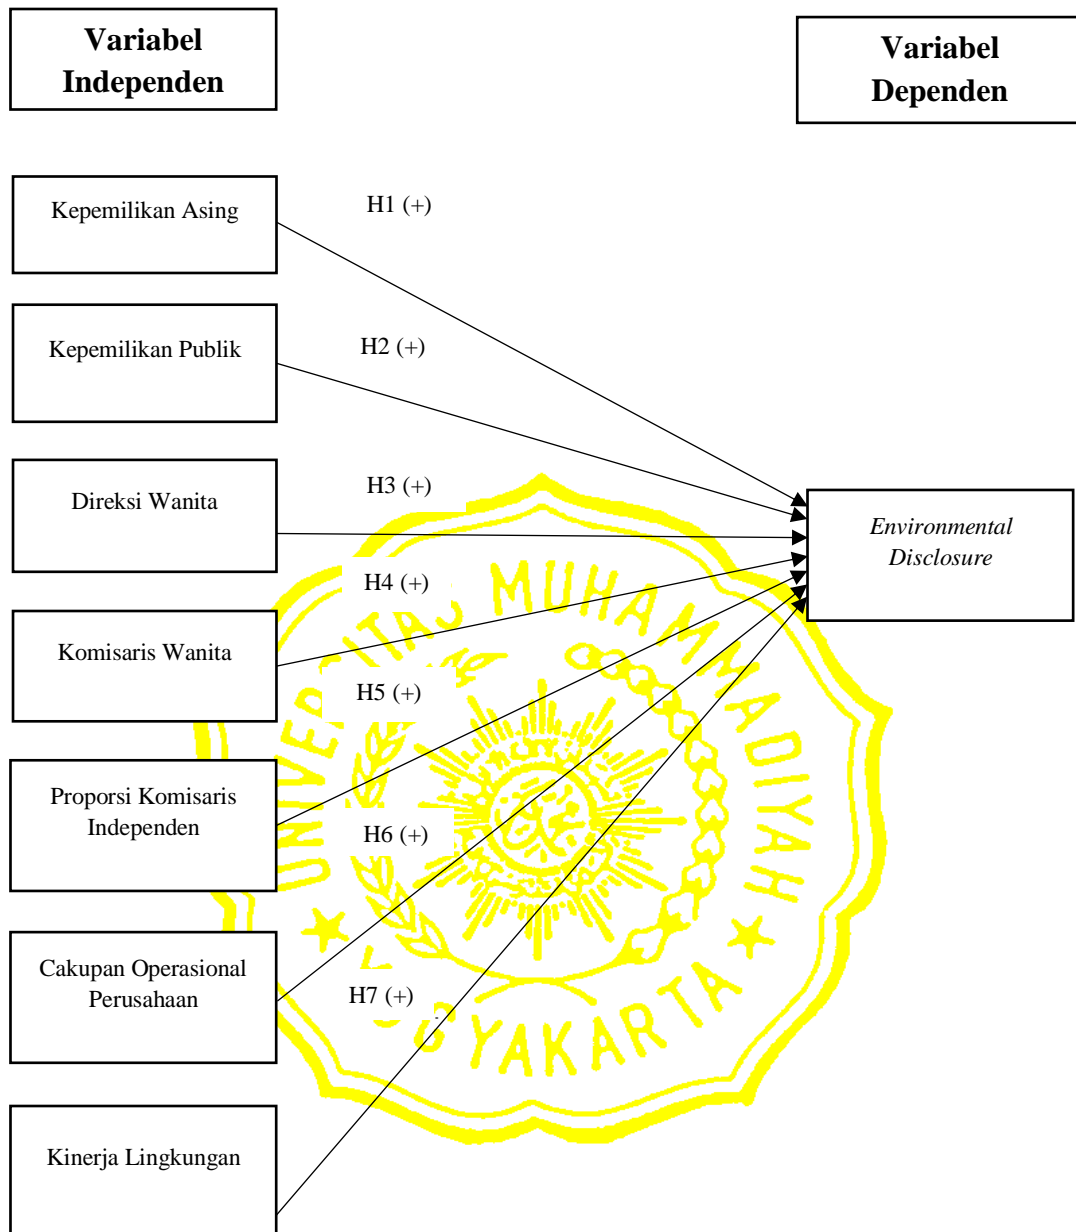 Variabel
Independen
Variabel
Dependen
Kepemilikan Asing
H1 (+)
Kepemilikan Publik
H2 (+)
Direksi Wanita
H3 (+)
Environmental
Disclosure
Komisaris Wanita
H4 (+)
Proporsi Komisaris
Independen
H5 (+)
Cakupan Operasional
Perusahaan
H6 (+)
Kinerja Lingkungan
H7 (+)
MUHAMMADIYAH